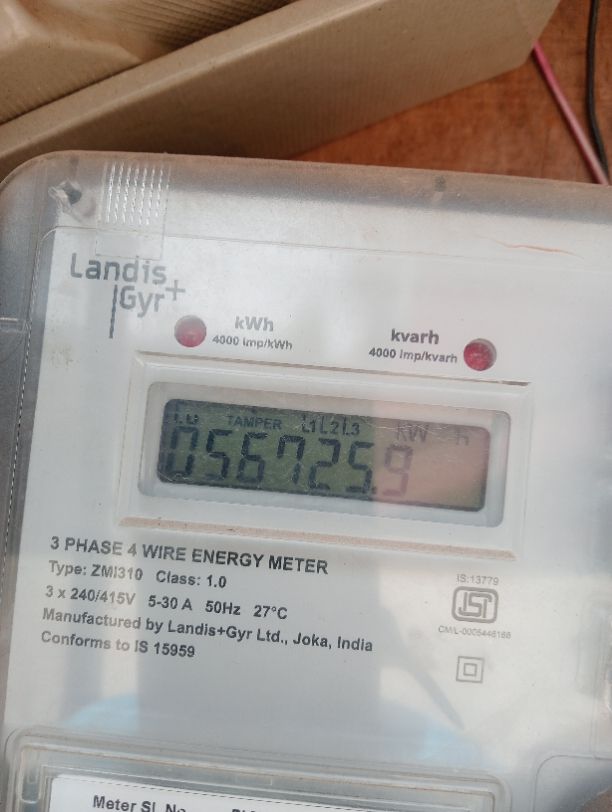 Landis
Gyr+
kWh
4000 Imp/kWh
kvarh
4000 Imp/kvarh
TAMPER L1L2L3 kW h
056725.9
3 PHASE 4 WIRE ENERGY METER
Type: ZMI310 Class: 1.0
3 x 240/415V 5-30 A 50Hz 27°C
Manufactured by Landis+Gyr Ltd., Joka, India
Conforms to IS 15959
IS:13779
ISI
Meter Sl. No.